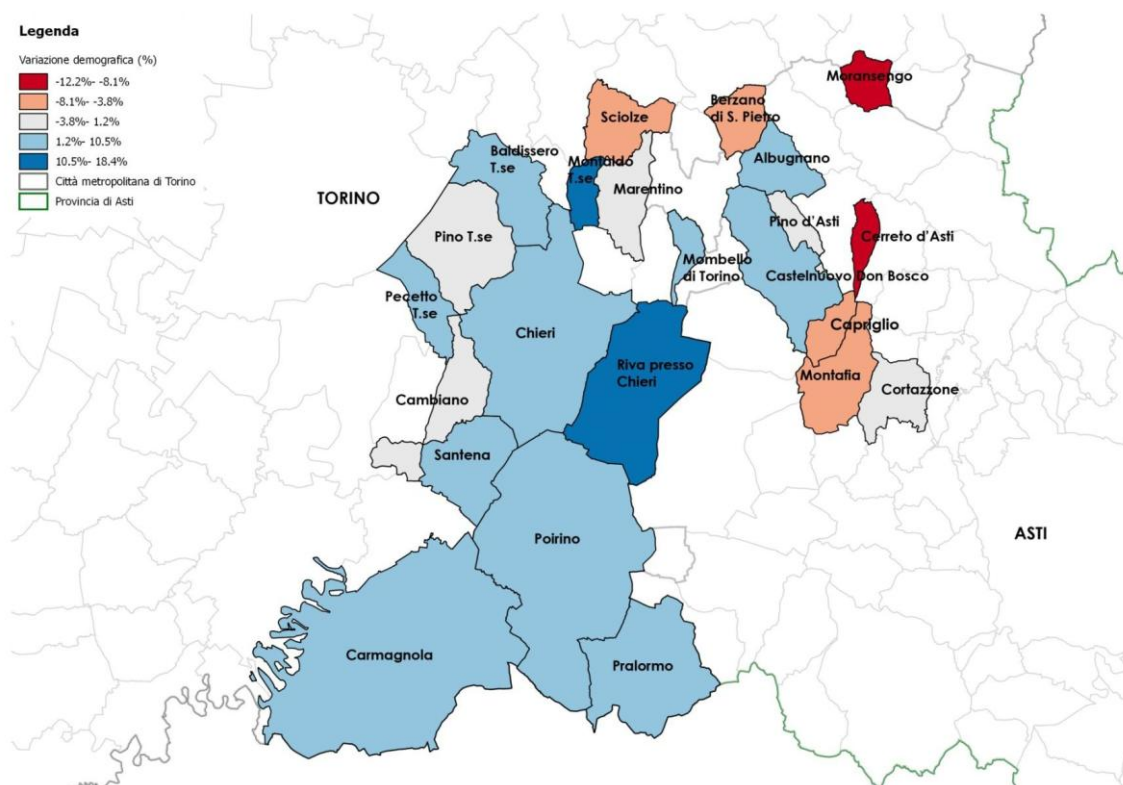 Legenda
Variazione demografica (%)
-12.2%- -8.1%
-8.1%- -3.8%
-3.8%- 1.2%
1.2%- 10.5%
10.5%- 18.4%
Città metropolitana di Torino
Provincia di Asti
Moransengo
Sciolze
Berzano
di S. Pietro
Baldissero
T.se
Montaldo
T.se
Albugnano
Marentino
TORINO
Pino T.se
Pino d'Asti
Cerreto d'Asti
Mombello
di Torino
Castelnuovo Don Bosco
Pecetto
T.se
Chieri
Capriglio
Riva presso
Chieri
Montafia
Cortazzone
Cambiano
Santena
Poirino
ASTI
Carmagnola
Pralormo